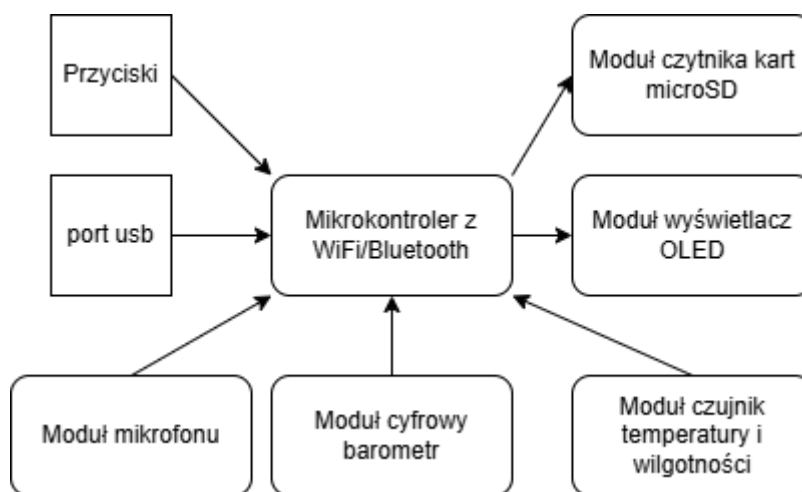 Przyciski
Moduł czytnika kart
microSD
port usb
Mikrokontroler z
WiFi/Bluetooth
Moduł wyświetlacz
OLED
Moduł mikrofonu
Moduł cyfrowy
barometr
Moduł czujnik
temperatury i
wilgotności